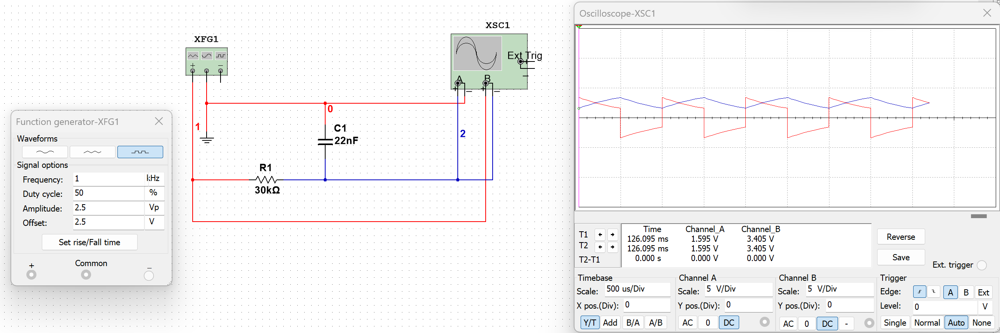 XFG1
+
−
XSC1
Ext Trig
+
−
A
B
+
−
+
−
0
1
2
C1
22nF
R1
30kΩ
Function generator-XFG1
Waveforms
Signal options
Frequency: 1 kHz
Duty cycle: 50 %
Amplitude: 2.5 Vp
Offset: 2.5 V
Set rise/Fall time
+ Common −
Oscilloscope-XSC1
Time Channel_A Channel_B
T1 126.095 ms 1.595 V 3.405 V
T2 126.095 ms 1.595 V 3.405 V
T2-T1 0.000 s 0.000 V 0.000 V
Reverse
Save
Ext. trigger
Timebase
Scale: 500 us/Div
X pos.(Div): 0
Y/T Add B/A A/B
Channel A
Scale: 5 V/Div
Y pos.(Div): 0
AC 0 DC
Channel B
Scale: 5 V/Div
Y pos.(Div): 0
AC 0 DC -
Trigger
Edge: A B Ext
Level: 0 V
Single Normal Auto None